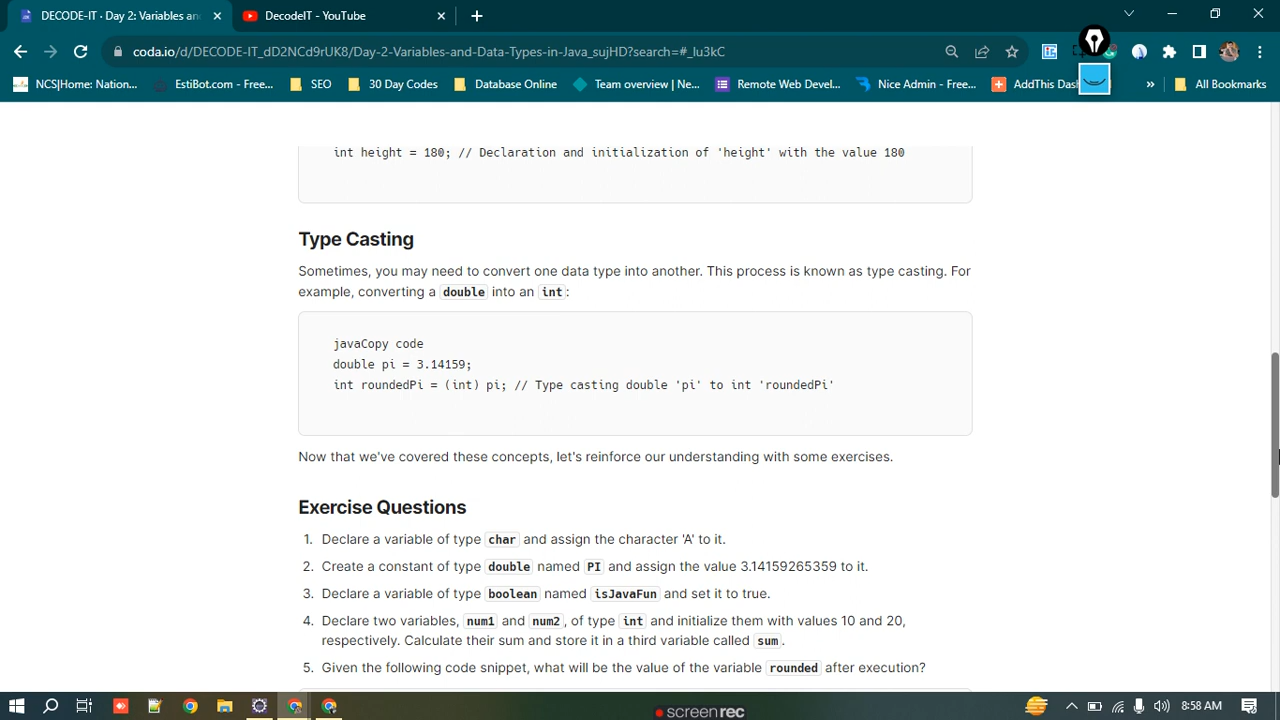 DECODE-IT · Day 2: Variables an
DecodeIT - YouTube
coda.io/d/DECODE-IT_dD2NCd9rUK8/Day-2-Variables-and-Data-Types-in-Java_sujHD?search=#_lu3kC
NCS|Home: Nation...
EstiBot.com - Free...
SEO
30 Day Codes
Database Online
Team overview | Ne...
Remote Web Devel...
Nice Admin - Free...
AddThis Das
»
All Bookmarks
int height = 180; // Declaration and initialization of 'height' with the value 180
Type Casting
Sometimes, you may need to convert one data type into another. This process is known as type casting. For
example, converting a double into an int:
javaCopy code
double pi = 3.14159;
int roundedPi = (int) pi; // Type casting double 'pi' to int 'roundedPi'
Now that we've covered these concepts, let's reinforce our understanding with some exercises.
Exercise Questions
1. Declare a variable of type char and assign the character 'A' to it.
2. Create a constant of type double named PI and assign the value 3.14159265359 to it.
3. Declare a variable of type boolean named isJavaFun and set it to true.
4. Declare two variables, num1 and num2, of type int and initialize them with values 10 and 20,
respectively. Calculate their sum and store it in a third variable called sum.
5. Given the following code snippet, what will be the value of the variable rounded after execution?
screenrec
8:58 AM